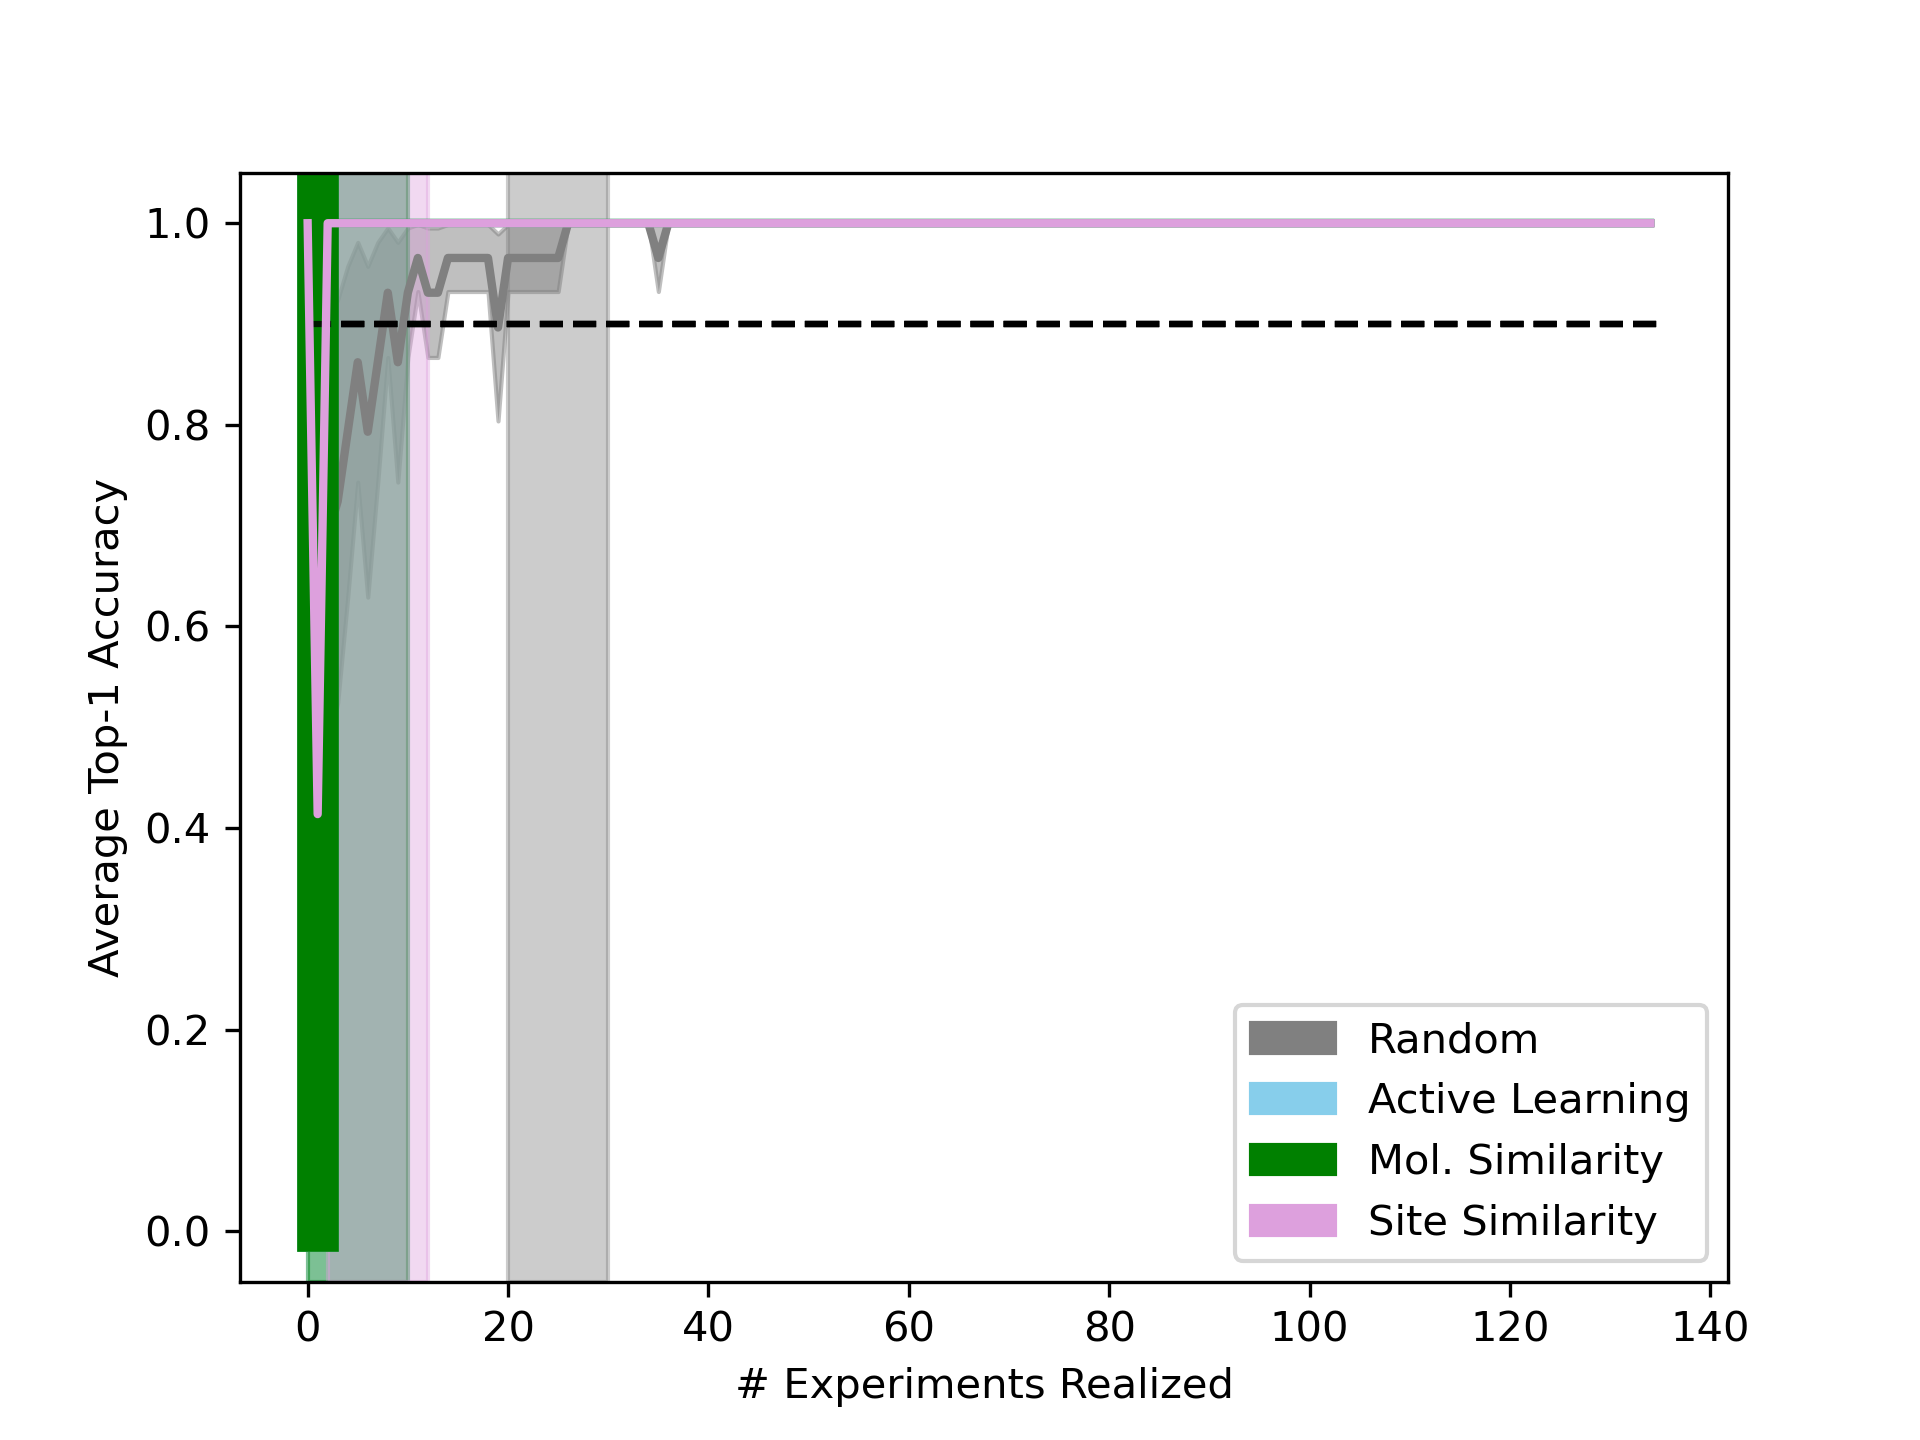 1.0
0.8
0.6
0.4
0.2
0.0
Average Top-1 Accuracy
0 20 40 60 80 100 120 140
# Experiments Realized
Random
Active Learning
Mol. Similarity
Site Similarity